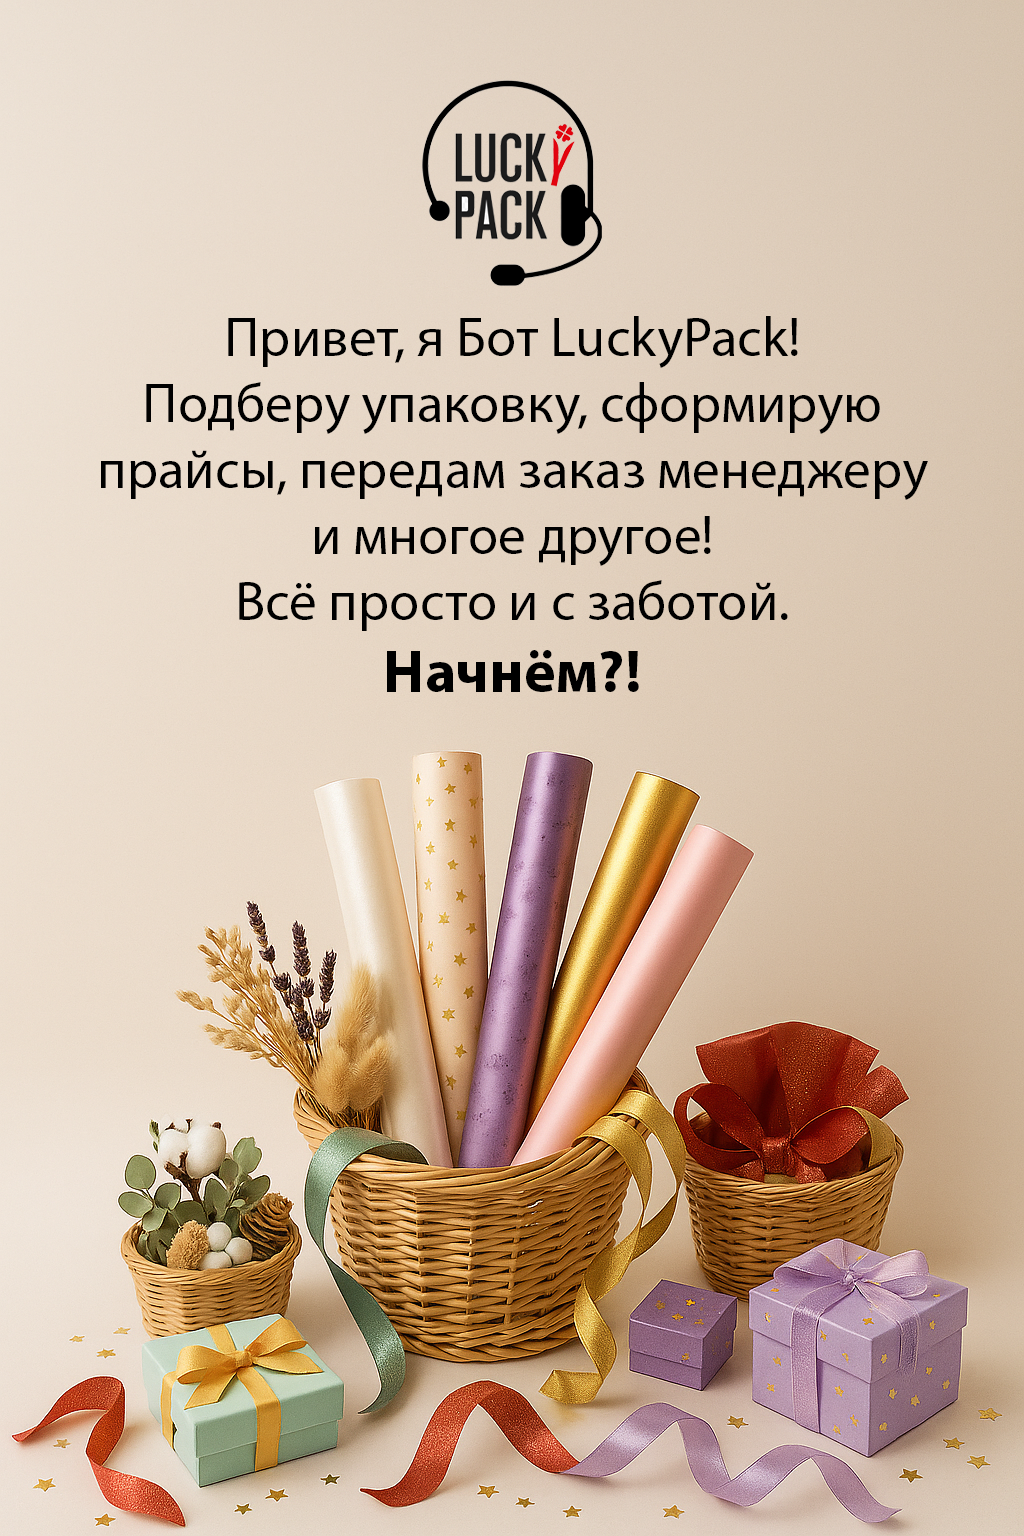 LUCKY
PACK
Привет, я Бот LuckyPack!
Подберу упаковку, сформирую
прайсы, передам заказ менеджеру
и многое другое!
Всё просто и с заботой.
Начнём?!